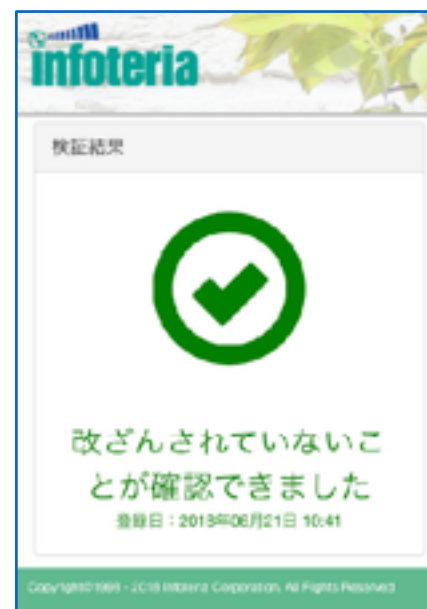 infoteria
検証結果
改ざんされていないこ
とが確認できました
登録日：2018年06月21日 10:41
Copyright© 1998 - 2018 Infoteria Corporation. All Rights Reserved.